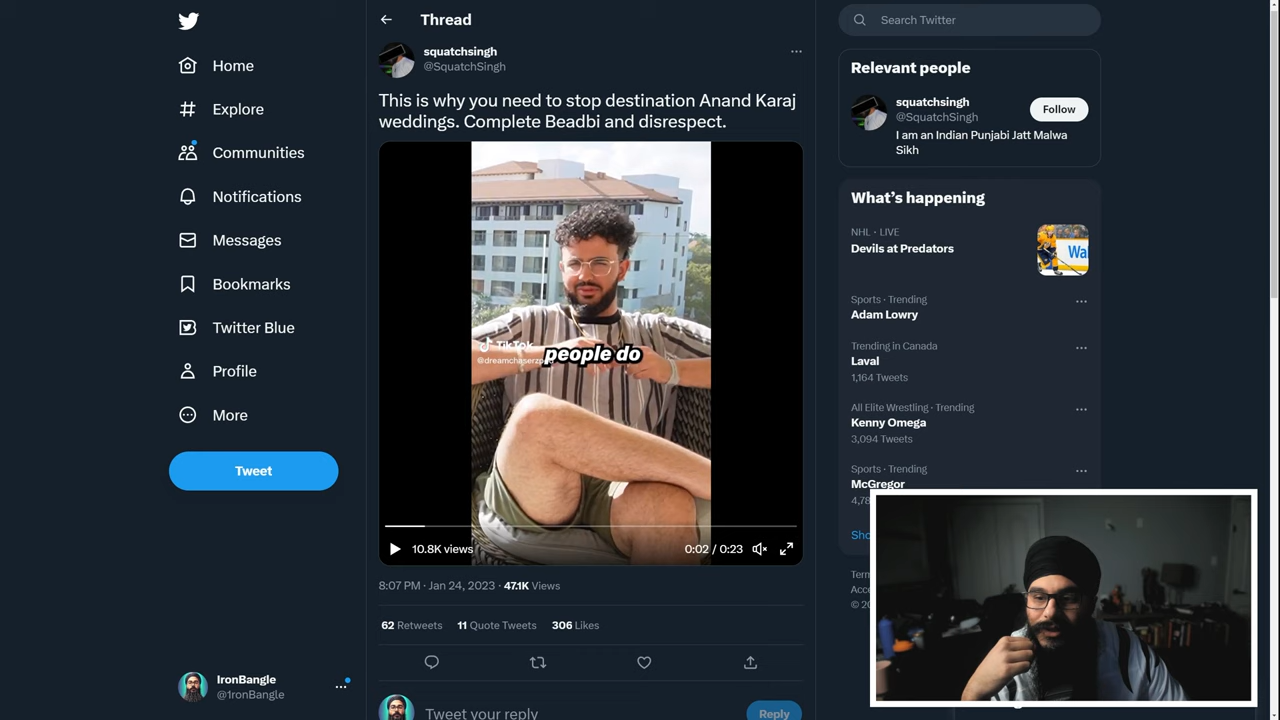 Home
Explore
Communities
Notifications
Messages
Bookmarks
Twitter Blue
Profile
More
Tweet
IronBangle
@1ronBangle
Thread
squatchsingh
@SquatchSingh
This is why you need to stop destination Anand Karaj
weddings. Complete Beadbi and disrespect.
TikTok
people do
10.8K views
0:02 / 0:23
8:07 PM · Jan 24, 2023 · 47.1K Views
62 Retweets 11 Quote Tweets 306 Likes
Tweet your reply
Reply
Search Twitter
Relevant people
squatchsingh
@SquatchSingh
Follow
I am an Indian Punjabi Jatt Malwa
Sikh
What's happening
NHL · LIVE
Devils at Predators
Sports · Trending
Adam Lowry
Trending in Canada
Laval
1,164 Tweets
All Elite Wrestling · Trending
Kenny Omega
3,094 Tweets
Sports · Trending
McGregor